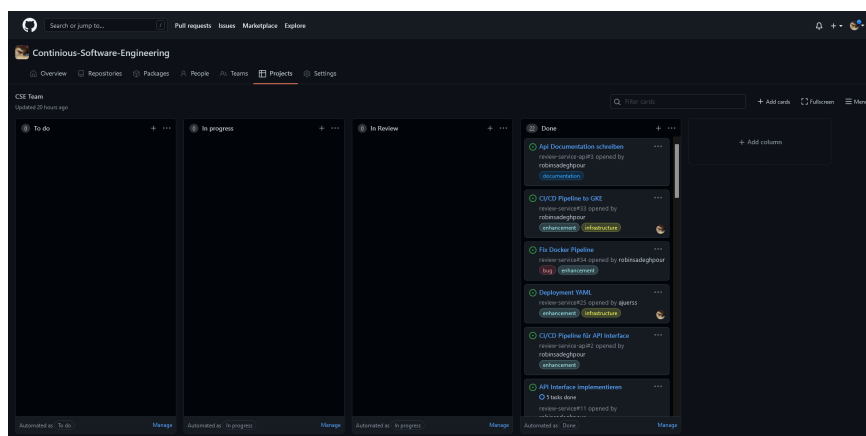 Search or jump to...
/
Pull requests Issues Marketplace Explore
Continious-Software-Engineering
Overview Repositories Packages People Teams Projects Settings
CSE Team
Updated 20 hours ago
Filter cards
+ Add cards Fullscreen Menu
0 To do
Automated as To do Manage
0 In progress
Automated as In progress Manage
0 In Review
Automated as In progress Manage
22 Done
Api Documentation schreiben
review-service-api#3 opened by
robinsadeghpour
documentation
CI/CD Pipeline to GKE
review-service#33 opened by
robinsadeghpour
enhancement infrastructure
Fix Docker Pipeline
review-service#34 opened by robinsadeghpour
bug enhancement
Deployment YAML
review-service#25 opened by ajuerss
enhancement infrastructure
CI/CD Pipeline für API Interface
review-service-api#2 opened by
robinsadeghpour
enhancement
API Interface implementieren
5 tasks done
review-service#11 opened by
robinsadeghpour
Automated as Done Manage
+ Add column